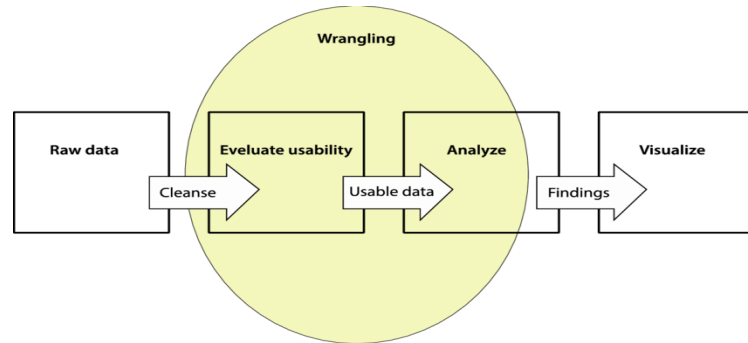 Wrangling
Raw data
Eveluate usability
Analyze
Visualize
Cleanse
Usable data
Findings